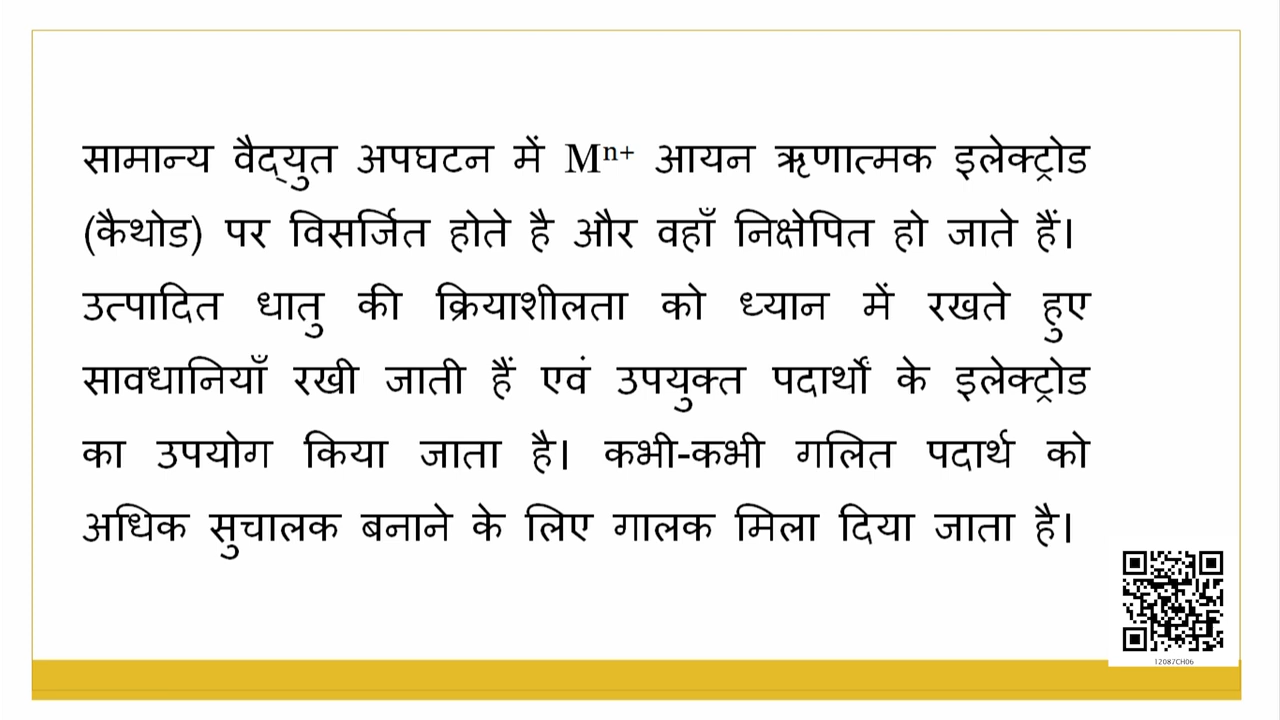 सामान्य वैद्‌युत अपघटन में Mⁿ⁺ आयन ऋणात्मक इलेक्ट्रोड
(कैथोड) पर विसर्जित होते है और वहाँ निक्षेपित हो जाते हैं।
उत्पादित धातु की क्रियाशीलता को ध्यान में रखते हुए
सावधानियाँ रखी जाती हैं एवं उपयुक्त पदार्थों के इलेक्ट्रोड
का उपयोग किया जाता है। कभी-कभी गलित पदार्थ को
अधिक सुचालक बनाने के लिए गालक मिला दिया जाता है।
12087CH06